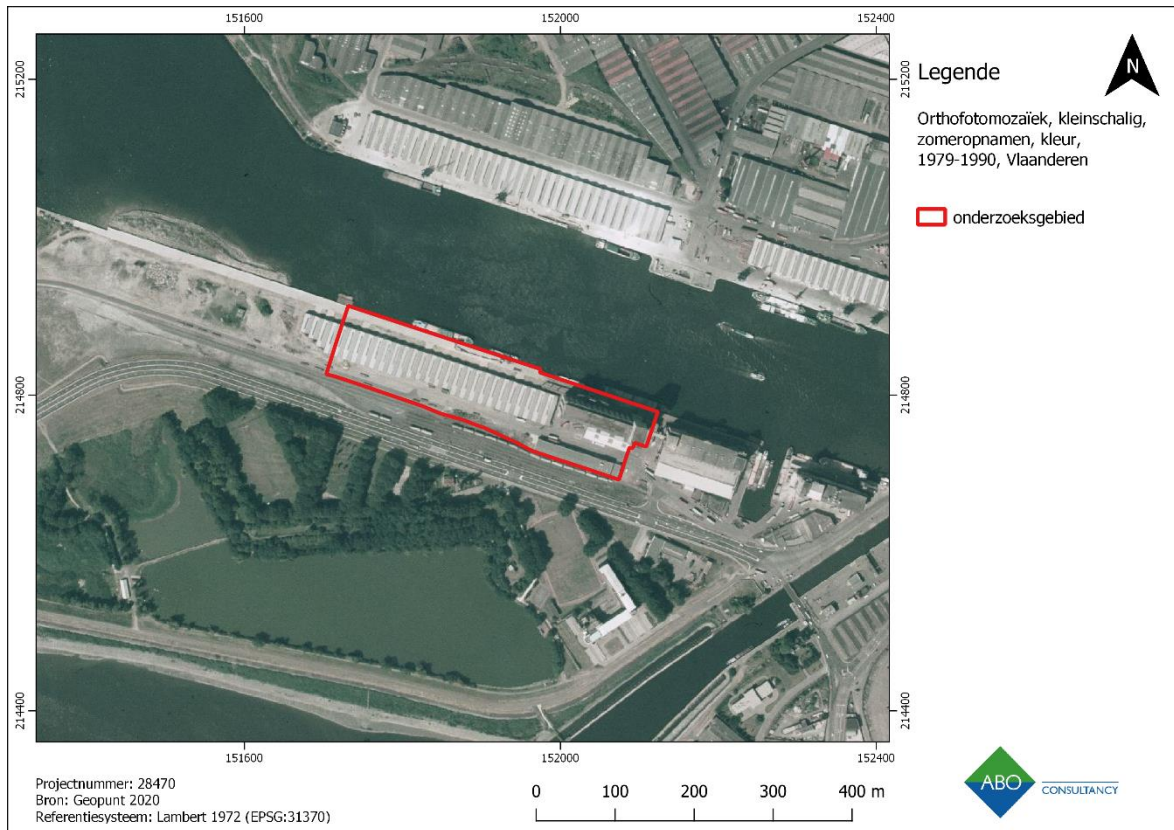 151600 152000 152400
215200
214800
214400
215200
214800
214400
151600 152000 152400
N
Legende
Orthofotomozaïek, kleinschalig,
zomeropnamen, kleur,
1979-1990, Vlaanderen
onderzoeksgebied
Projectnummer: 28470
Bron: Geopunt 2020
Referentiesysteem: Lambert 1972 (EPSG:31370)
0 100 200 300 400 m
ABO
CONSULTANCY